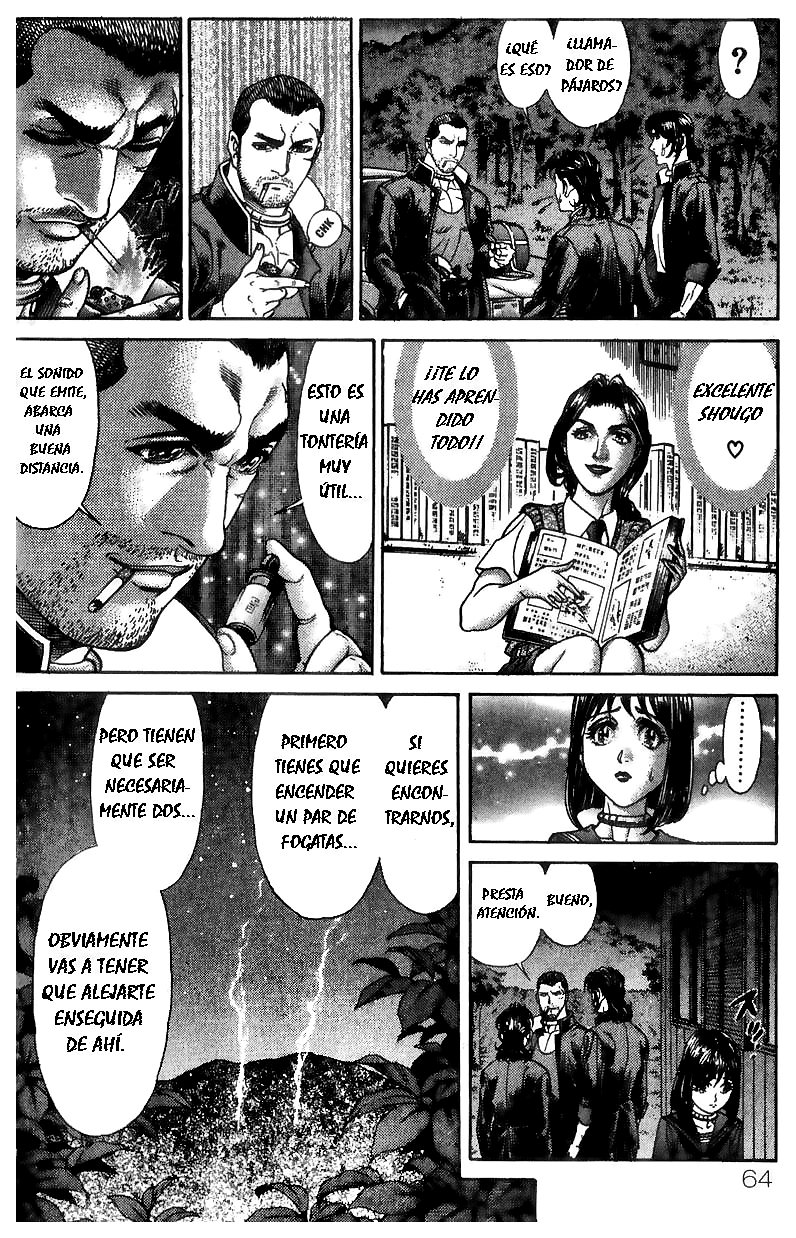 ?
¿LLAMA-
DOR DE
PÁJAROS?
¿QUÉ
ES ESO?
CHK
EXCELENTE
SHOUGO
♡
¡¡TE LO
HAS APREN-
DIDO
TODO!!
ESTO ES
UNA
TONTERÍA
MUY
ÚTIL...
EL SONIDO
QUE EMITE,
ABARCA
UNA
BUENA
DISTANCIA.
........
BUENO,
PRESTA
ATENCIÓN.
SI
QUIERES
ENCON-
TRARNOS,
PRIMERO
TIENES QUE
ENCENDER
UN PAR DE
FOGATAS...
PERO TIENEN
QUE SER
NECESARIA-
MENTE DOS...
OBVIAMENTE
VAS A TENER
QUE ALEJARTE
ENSEGUIDA
DE AHÍ.
64